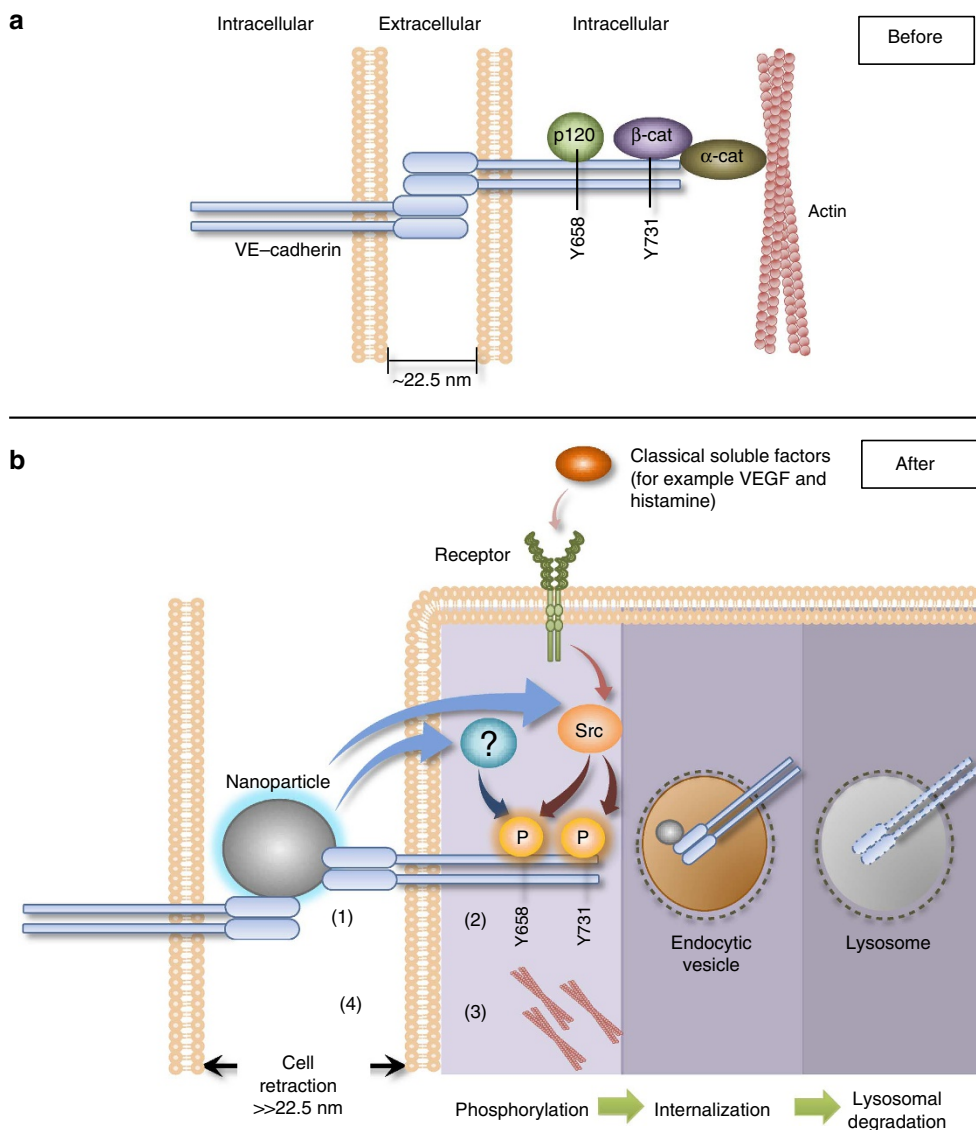 a
Intracellular
Extracellular
Intracellular
Before
p120
β-cat
α-cat
Y658
Y731
Actin
VE–cadherin
~22.5 nm
b
Classical soluble factors
(for example VEGF and
histamine)
After
Receptor
Src
?
Nanoparticle
P
P
(1)
(2)
Y658
Y731
Endocytic
vesicle
Lysosome
(3)
(4)
Cell
retraction
>>22.5 nm
Phosphorylation
Internalization
Lysosomal
degradation